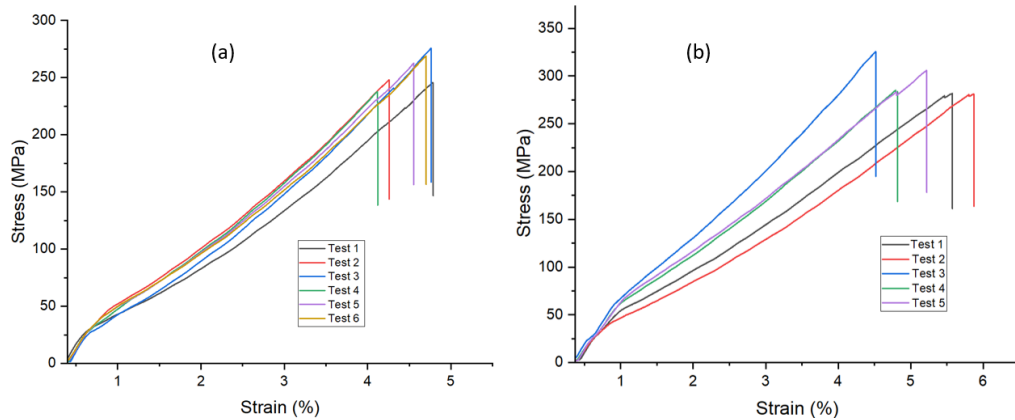 (a)
300
250
200
150
100
50
0
Stress (MPa)
Test 1
Test 2
Test 3
Test 4
Test 5
Test 6
1 2 3 4 5
Strain (%)
(b)
350
300
250
200
150
100
50
0
Stress (MPa)
Test 1
Test 2
Test 3
Test 4
Test 5
1 2 3 4 5 6
Strain (%)